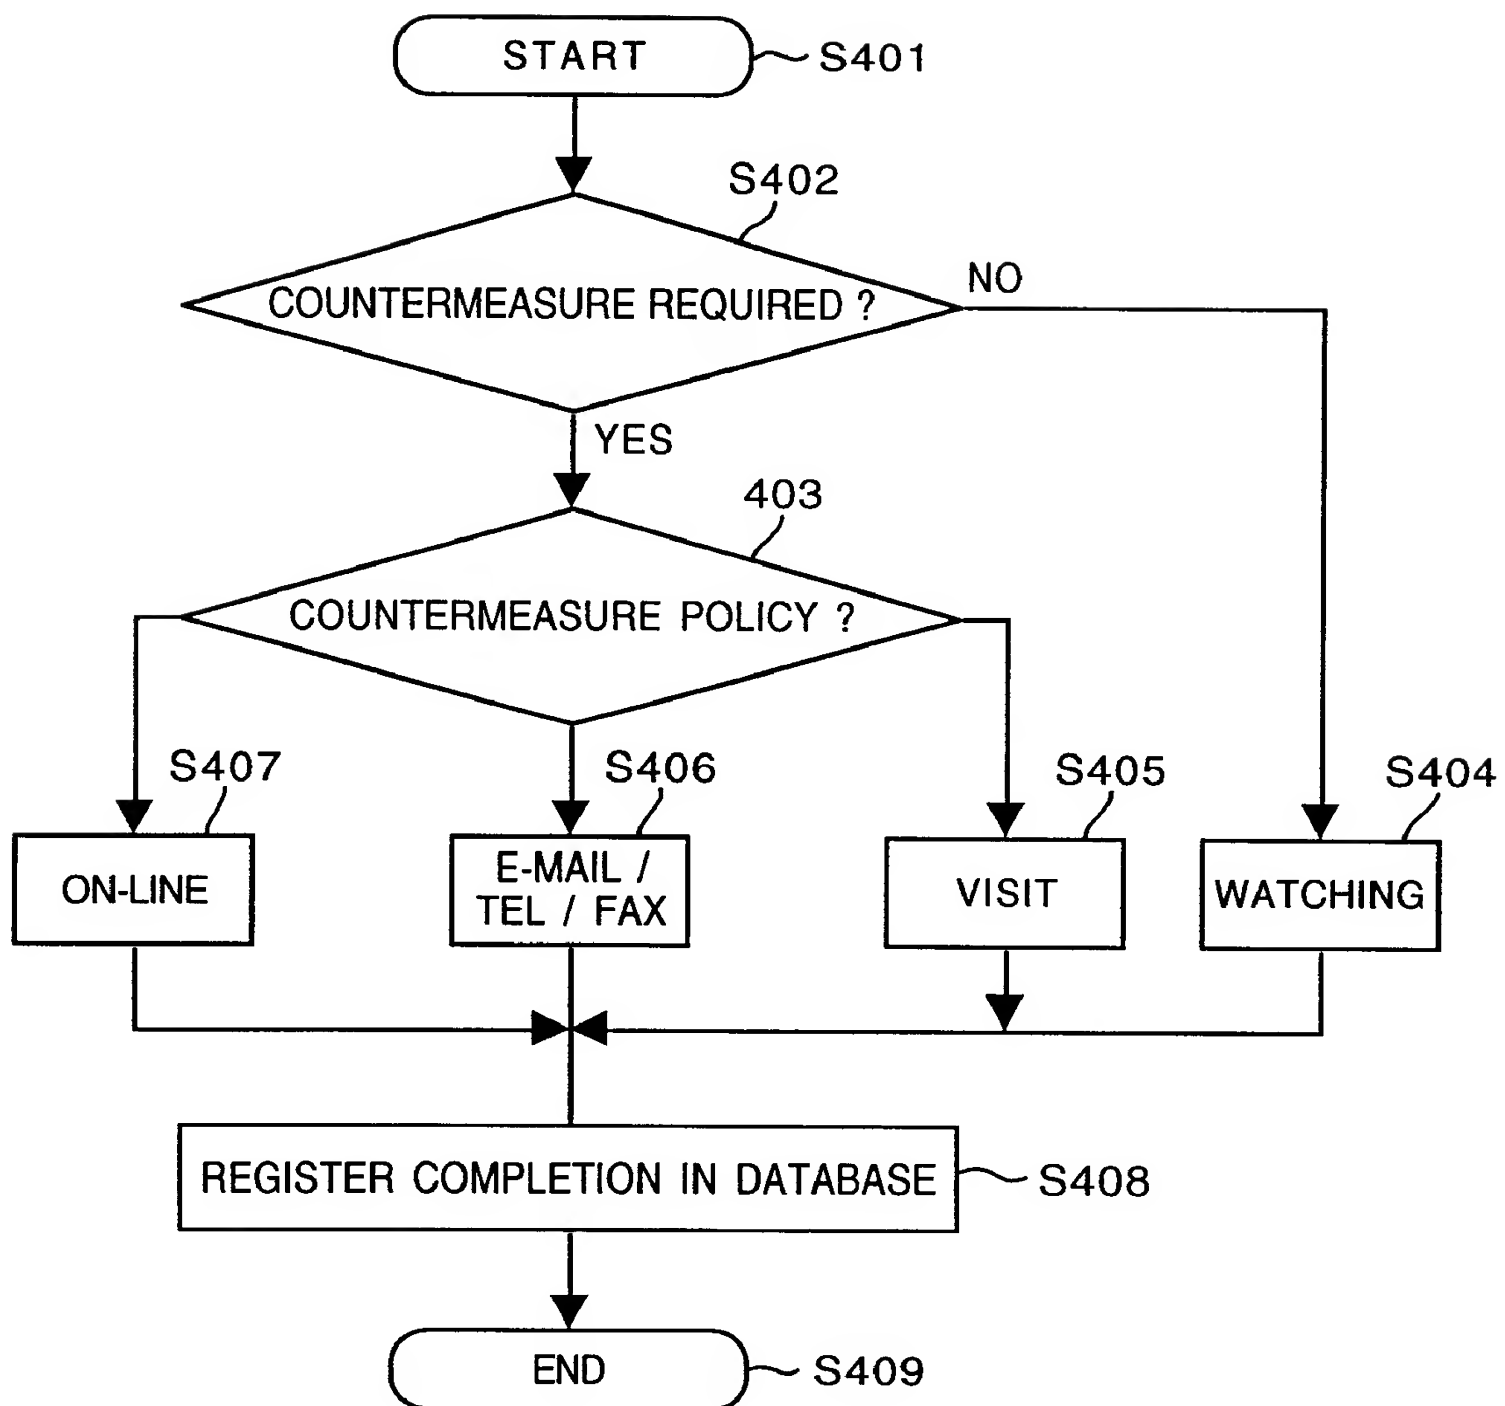 START
S401
S402
COUNTERMEASURE REQUIRED ?
NO
YES
403
COUNTERMEASURE POLICY ?
S407
S406
S405
S404
ON-LINE
E-MAIL /
TEL / FAX
VISIT
WATCHING
REGISTER COMPLETION IN DATABASE
S408
END
S409